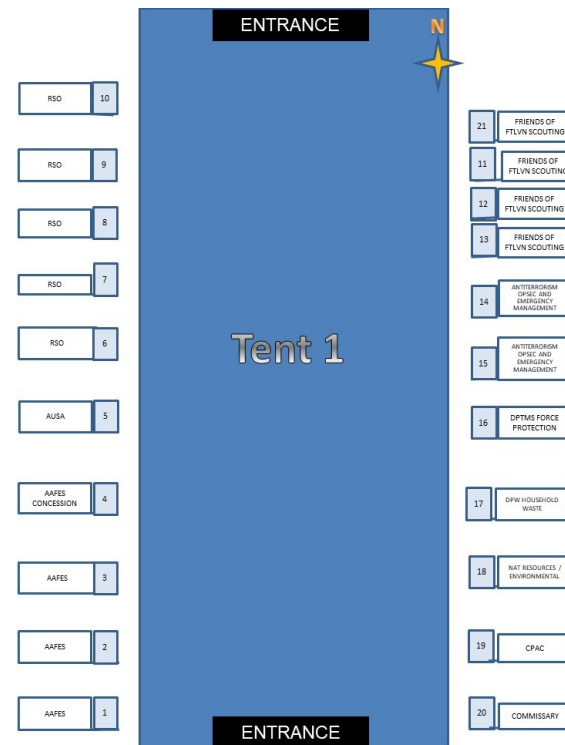 ENTRANCE
N
RSO 10
RSO 9
RSO 8
RSO 7
RSO 6
AUSA 5
AAFES
CONCESSION 4
AAFES 3
AAFES 2
AAFES 1
Tent 1
21 FRIENDS OF
FTLVN SCOUTING
11 FRIENDS OF
FTLVN SCOUTING
12 FRIENDS OF
FTLVN SCOUTING
13 FRIENDS OF
FTLVN SCOUTING
14 ANTITERRORISM
OPSEC AND
EMERGENCY
MANAGEMENT
15 ANTITERRORISM
OPSEC AND
EMERGENCY
MANAGEMENT
16 DPTMS FORCE
PROTECTION
17 DPW HOUSEHOLD
WASTE
18 NAT RESOURCES /
ENVIRONMENTAL
19 CPAC
20 COMMISSARY
ENTRANCE